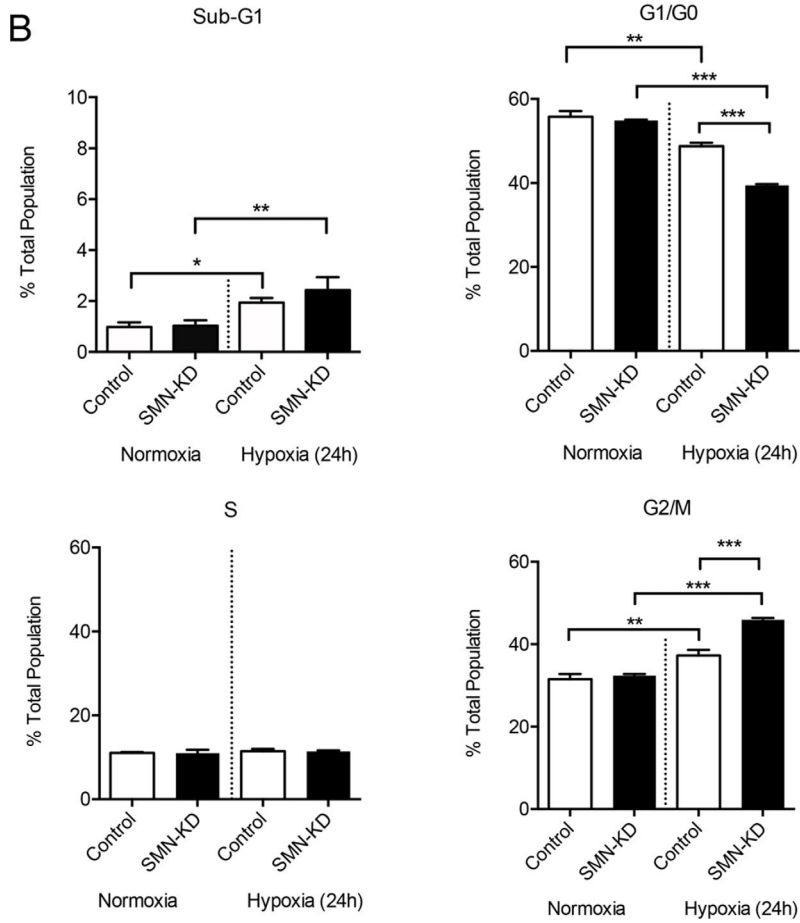 B
Sub-G1
% Total Population
10
8
6
4
2
0
*
**
Control
SMN-KD
Control
SMN-KD
Normoxia
Hypoxia (24h)
G1/G0
% Total Population
60
40
20
0
**
***
***
Control
SMN-KD
Control
SMN-KD
Normoxia
Hypoxia (24h)
S
% Total Population
60
40
20
0
Control
SMN-KD
Control
SMN-KD
Normoxia
Hypoxia (24h)
G2/M
% Total Population
60
40
20
0
**
***
***
Control
SMN-KD
Control
SMN-KD
Normoxia
Hypoxia (24h)